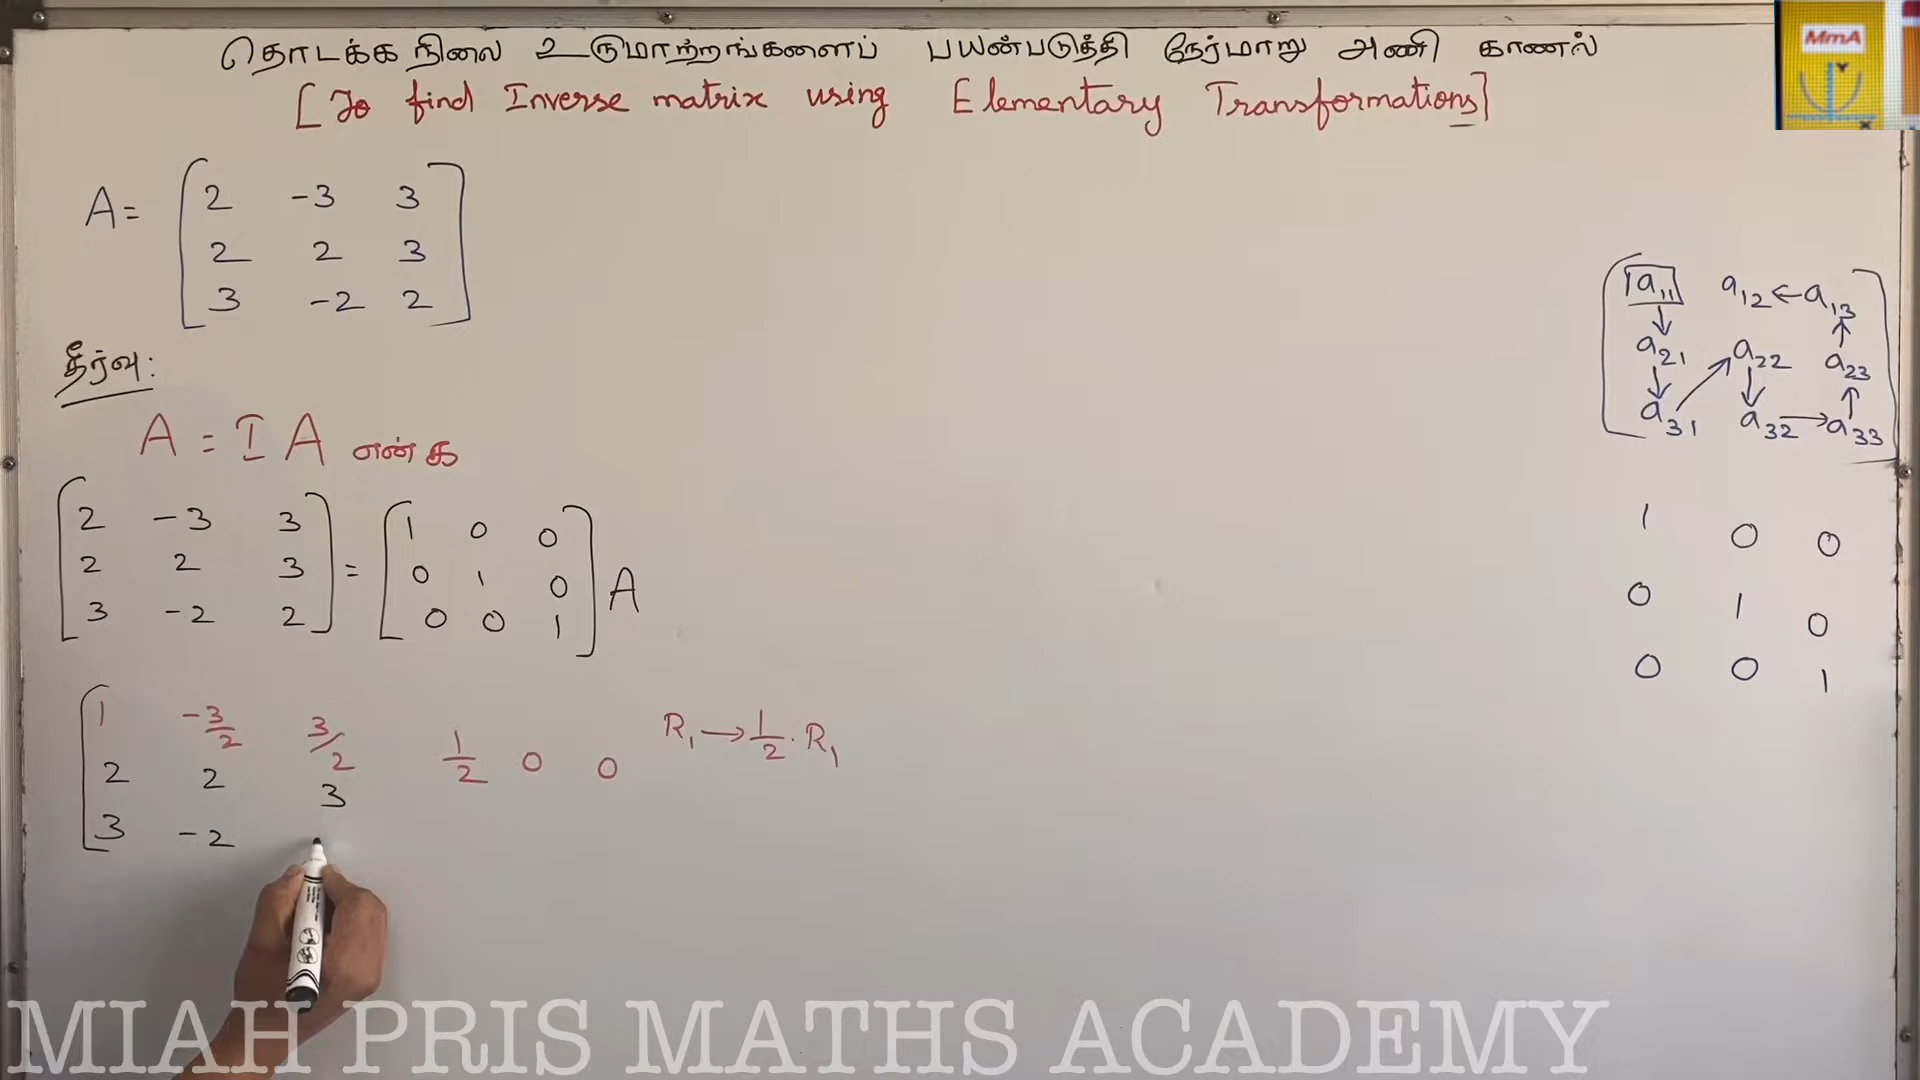 தொடக்க நிலை உருமாற்றங்களைப் பயன்படுத்தி நேர்மாறு அணி காணல்
[To find Inverse matrix using Elementary Transformations]
MmA
Y
X
A = [ 2 -3 3
2 2 3
3 -2 2 ]
தீர்வு:
A = I A என்க
[ 2 -3 3
2 2 3
3 -2 2 ] = [ 1 0 0
0 1 0
0 0 1 ] A
[ 1 -3/2 3/2 1/2 0 0 R₁ → 1/2 · R₁
2 2 3
3 -2
[ a₁₁ a₁₂ ← a₁₃
↓ ↑
a₂₁ a₂₂ a₂₃
↓ ↗ ↓ ↑
a₃₁ a₃₂ → a₃₃ ]
1 0 0
0 1 0
0 0 1
MIAH PRIS MATHS ACADEMY